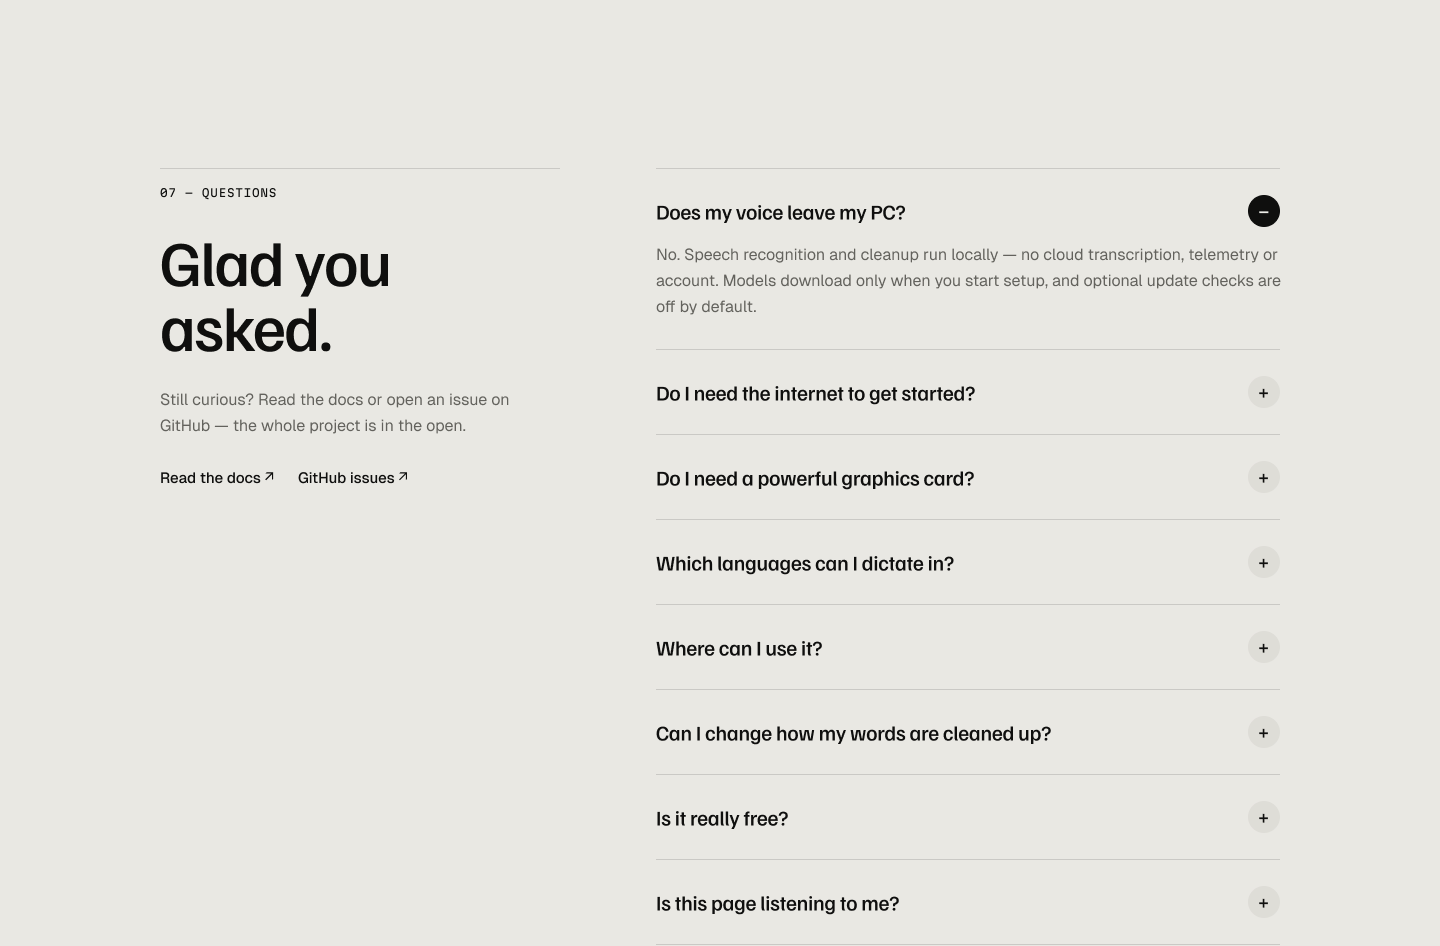 07 — QUESTIONS
Glad you
asked.
Still curious? Read the docs or open an issue on
GitHub — the whole project is in the open.
Read the docs ↗ GitHub issues ↗
Does my voice leave my PC? –
No. Speech recognition and cleanup run locally — no cloud transcription, telemetry or
account. Models download only when you start setup, and optional update checks are
off by default.
Do I need the internet to get started? +
Do I need a powerful graphics card? +
Which languages can I dictate in? +
Where can I use it? +
Can I change how my words are cleaned up? +
Is it really free? +
Is this page listening to me? +